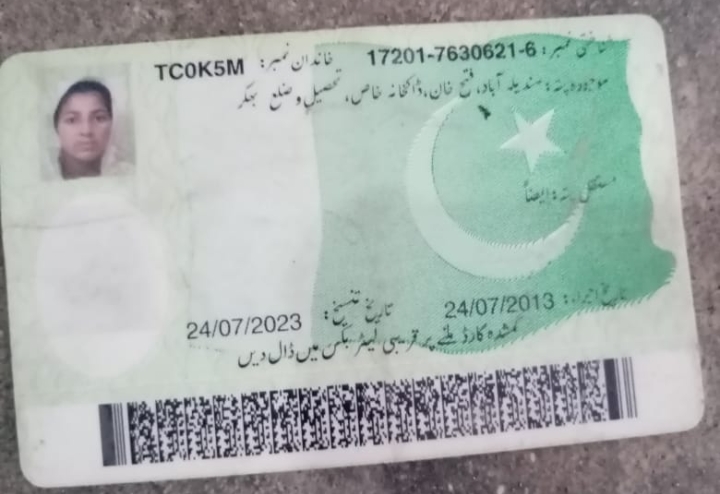 شناختی نمبر: 17201-7630621-6 خاندان نمبر: TC0K5M
موجودہ پتہ: آباد، فتح خان، ڈاکخانہ خاص، تحصیل و ضلع بھکر
مستقل پتہ: ایضاً
تاریخ اجراء: 24/07/2013 تاریخ تنسیخ: 24/07/2023
گمشدہ کارڈ ملنے پر قریبی لیٹر بکس میں ڈال دیں